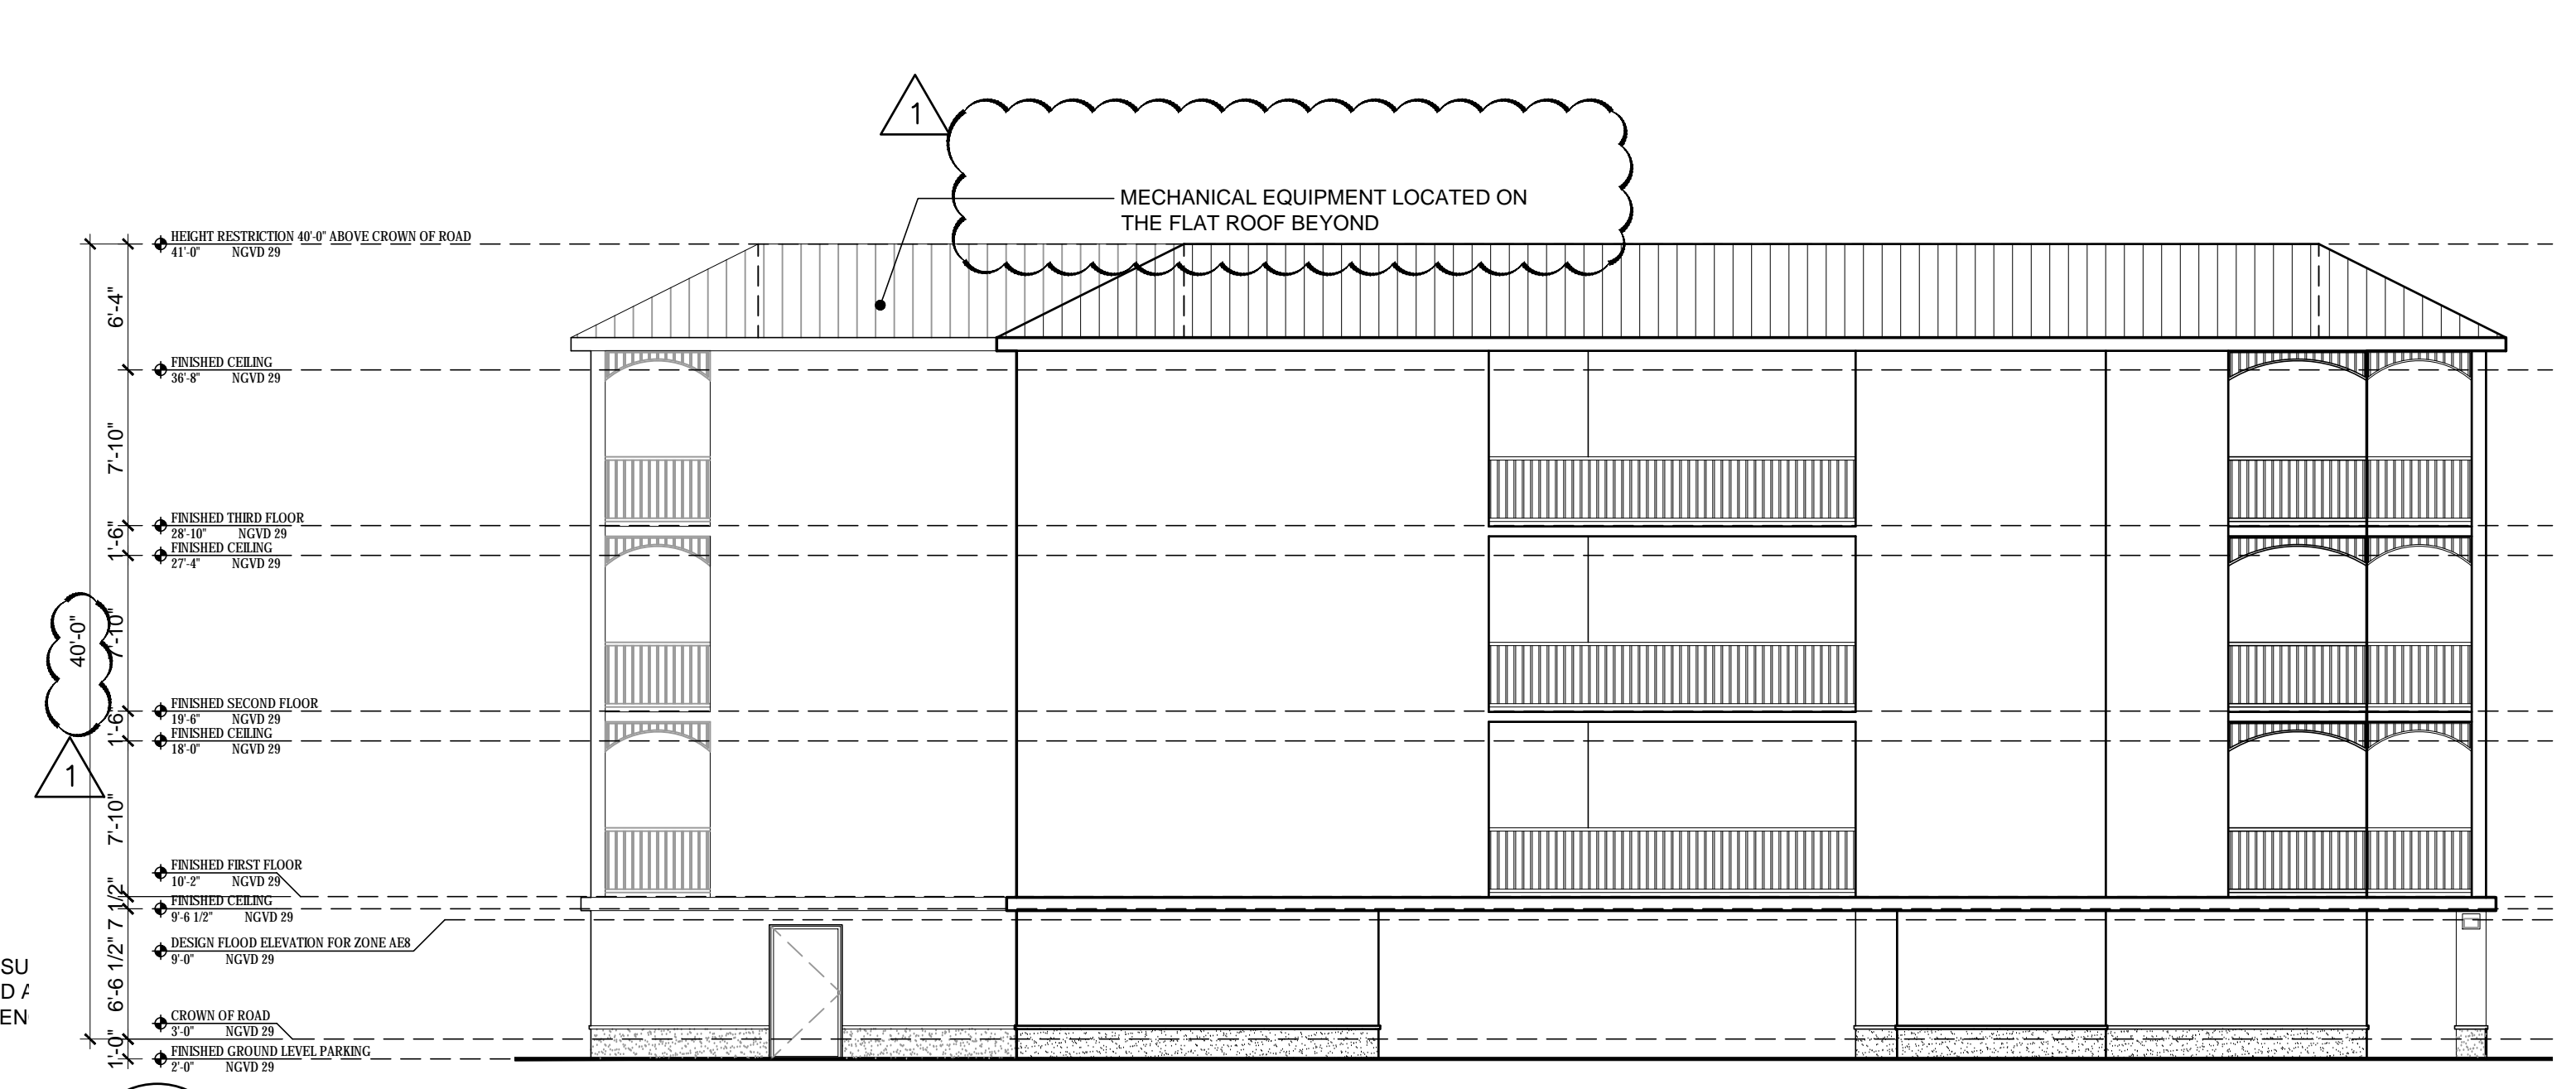 1
MECHANICAL EQUIPMENT LOCATED ON
THE FLAT ROOF BEYOND
HEIGHT RESTRICTION 40'-0" ABOVE CROWN OF ROAD
41'-0" NGVD 29
6'-4"
FINISHED CEILING
36'-8" NGVD 29
7'-10"
FINISHED THIRD FLOOR
28'-10" NGVD 29
1'-6"
FINISHED CEILING
27'-4" NGVD 29
40'-0"
7'-10"
FINISHED SECOND FLOOR
19'-6" NGVD 29
1'-6"
FINISHED CEILING
18'-0" NGVD 29
1
7'-10"
FINISHED FIRST FLOOR
10'-2" NGVD 29
7 1/2"
FINISHED CEILING
9'-6 1/2" NGVD 29
DESIGN FLOOD ELEVATION FOR ZONE AE8
9'-0" NGVD 29
6'-6 1/2"
SU
D A
EN
CROWN OF ROAD
3'-0" NGVD 29
1'-0"
FINISHED GROUND LEVEL PARKING
2'-0" NGVD 29